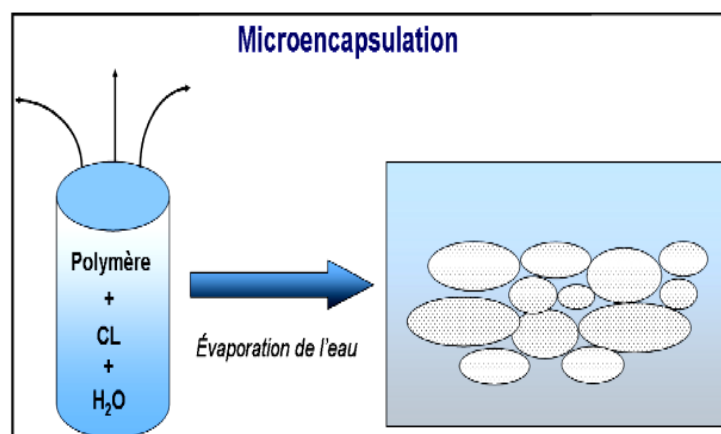 Microencapsulation
Polymère
+
CL
+
H₂O
Évaporation de l'eau